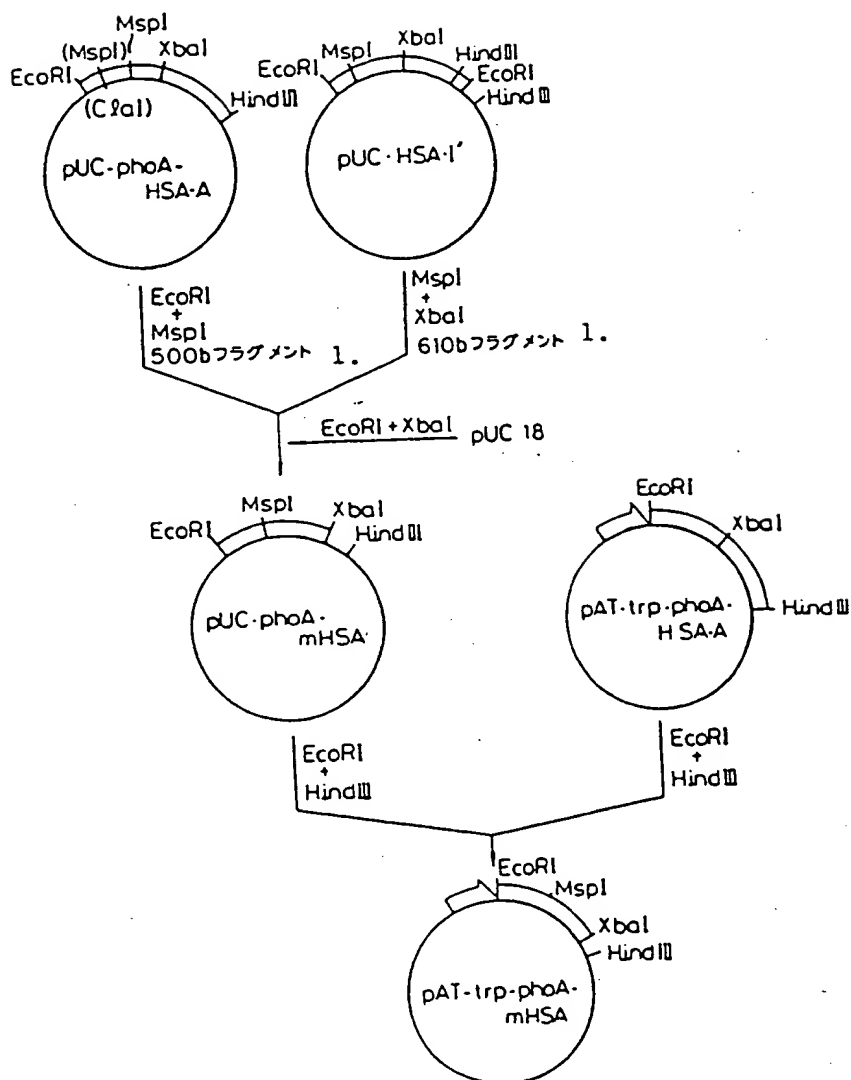 MspI
(MspI)
XbaI
EcoRI
HindIII
(ClaI)
pUC-phoA-
HSA-A
XbaI
MspI
HindIII
EcoRI
EcoRI
HindIII
pUC·HSA·I'
EcoRI
+
MspI
500bフラグメント 1.
MspI
+
XbaI
610bフラグメント 1.
EcoRI+XbaI pUC 18
MspI
XbaI
EcoRI
HindIII
pUC·phoA·
mHSA·
EcoRI
XbaI
HindIII
pAT·trp·phoA·
HSA·A
EcoRI
+
HindIII
EcoRI
+
HindIII
EcoRI
MspI
XbaI
HindIII
pAT-trp-phoA-
mHSA